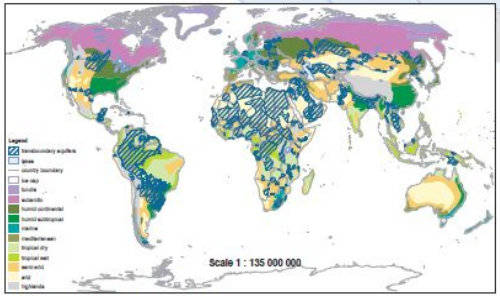 Legend
transboundary aquifers
lakes
country boundary
ice cap
tundra
subarctic
humid continental
humid subtropical
marine
mediterranean
tropical dry
tropical wet
semi-arid
arid
highlands
Scale 1 : 135 000 000